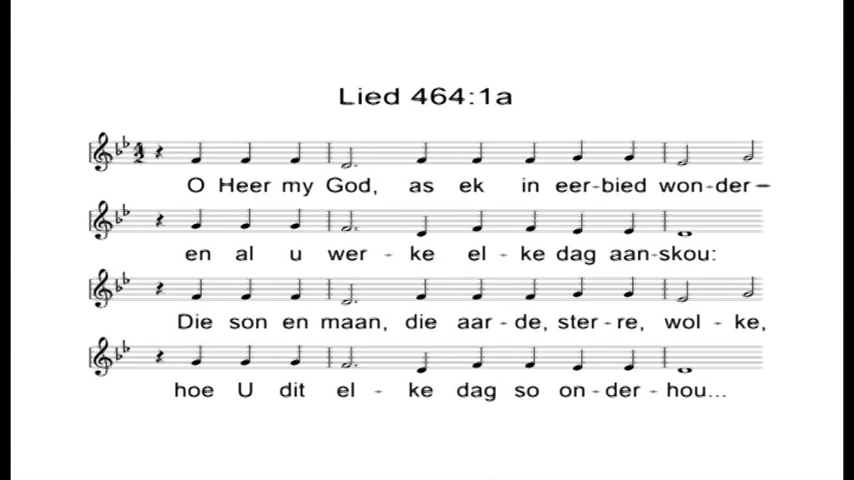 Lied 464:1a
O Heer my God, as ek in eer-bied won-der-
en al u wer-ke el-ke dag aan-skou:
Die son en maan, die aar-de, ster-re, wol-ke,
hoe U dit el-ke dag so on-der-hou...